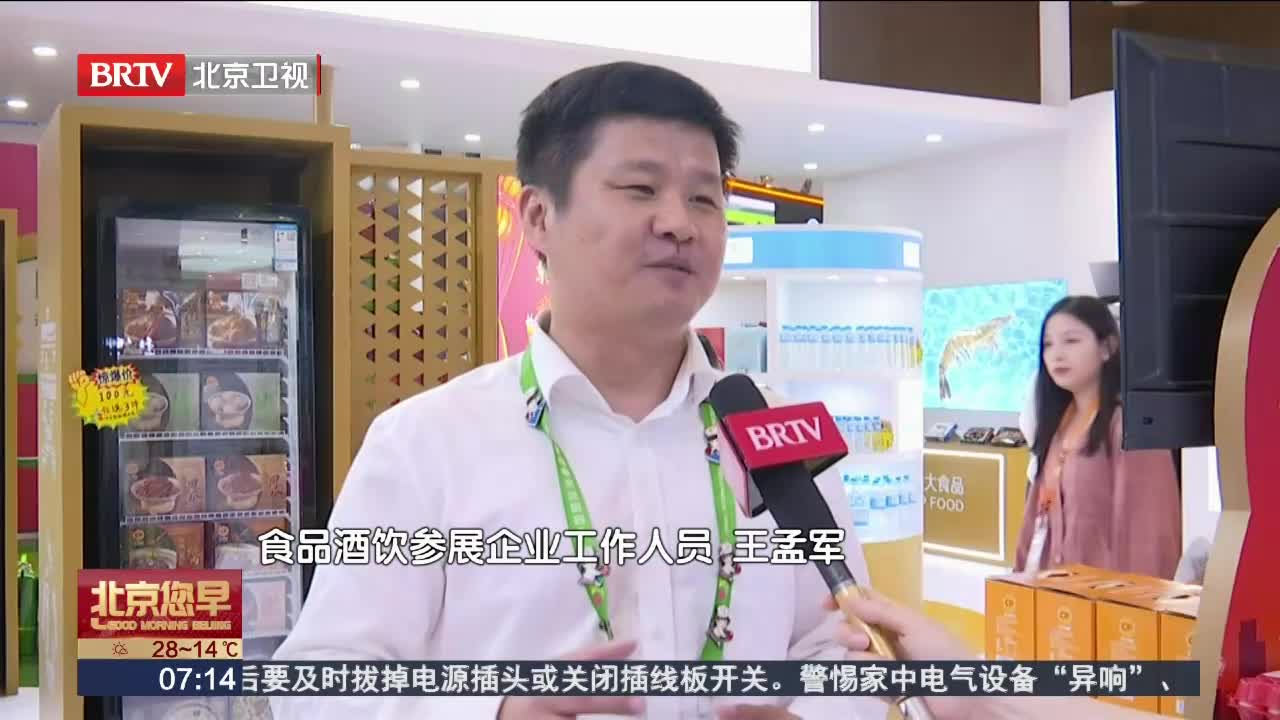 BRTV 北京卫视
惊爆价
100元
BRTV
大食品
P FOOD
食品酒饮参展企业工作人员 王孟军
北京您早
GOOD MORNING BEIJING
28~14℃
07:14 后要及时拔掉电源插头或关闭插线板开关。警惕家中电气设备“异响”、